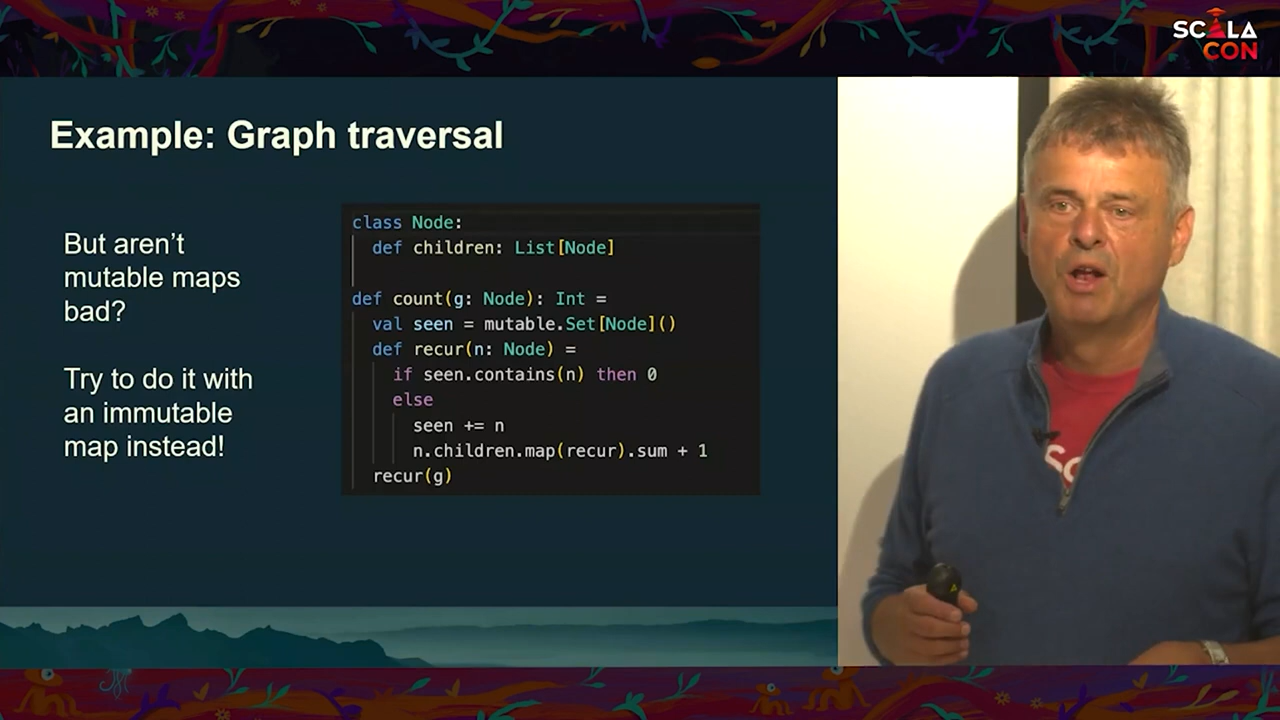 SCALA
CON
Example: Graph traversal
But aren't
mutable maps
bad?
Try to do it with
an immutable
map instead!
class Node:
  def children: List[Node]
def count(g: Node): Int =
  val seen = mutable.Set[Node]()
  def recur(n: Node) =
    if seen.contains(n) then 0
    else
      seen += n
      n.children.map(recur).sum + 1
  recur(g)